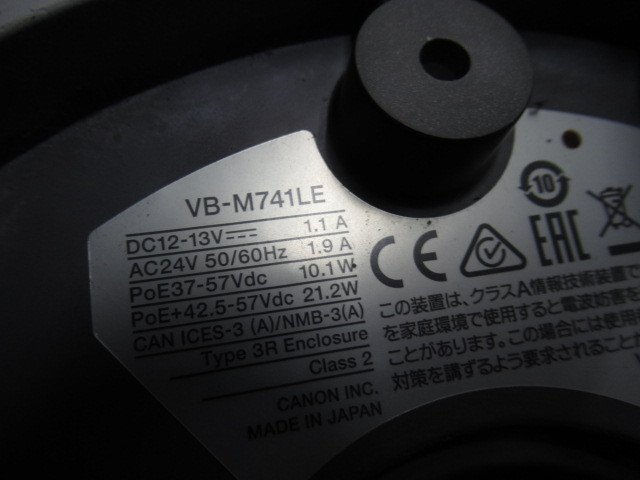 VB-M741LE
DC12-13V⎓ 1.1 A
AC24V 50/60Hz 1.9 A
PoE37-57Vdc 10.1W
PoE+42.5-57Vdc 21.2W
CAN ICES-3 (A)/NMB-3(A)
Type 3R Enclosure
Class 2
CANON INC.
MADE IN JAPAN
CE
10
EAC
この装置は、クラスA情報技術装置で
を家庭環境で使用すると電波妨害を
ことがあります。この場合には使用
対策を講ずるよう要求されることが